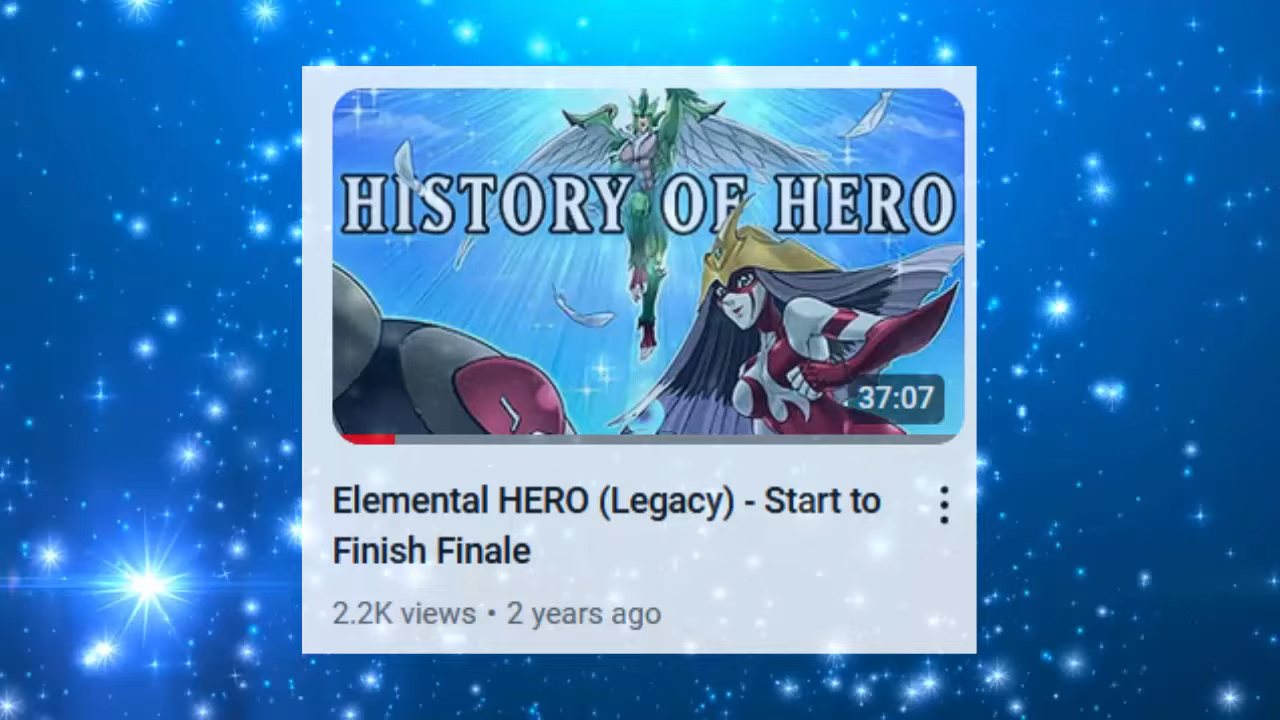 HISTORY OF HERO
37:07
Elemental HERO (Legacy) - Start to
Finish Finale
2.2K views • 2 years ago